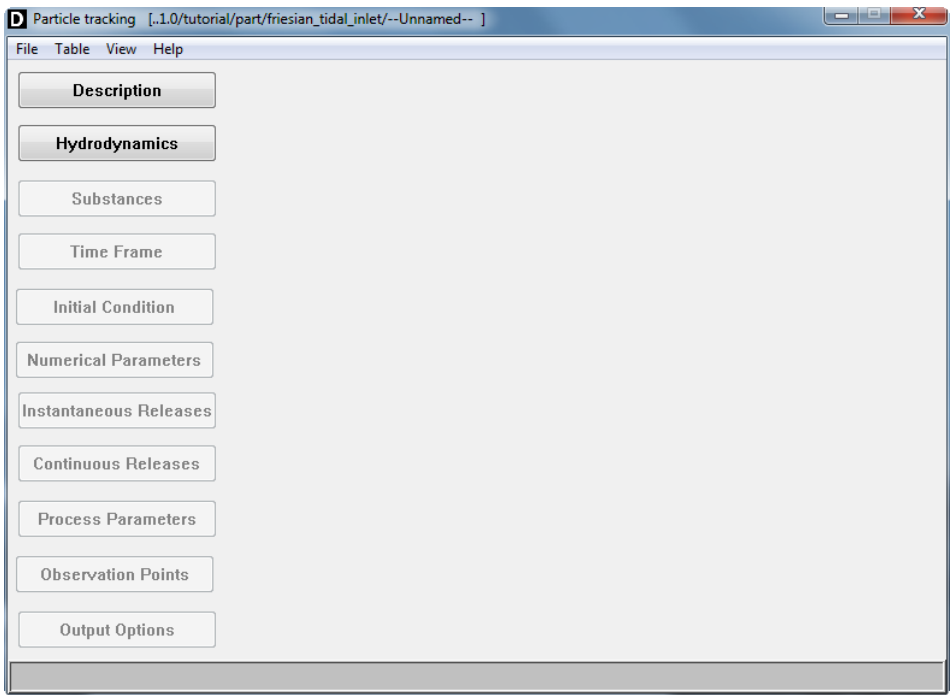 D Particle tracking [..1.0/tutorial/part/friesian_tidal_inlet/--Unnamed-- ]
File Table View Help
Description
Hydrodynamics
Substances
Time Frame
Initial Condition
Numerical Parameters
Instantaneous Releases
Continuous Releases
Process Parameters
Observation Points
Output Options